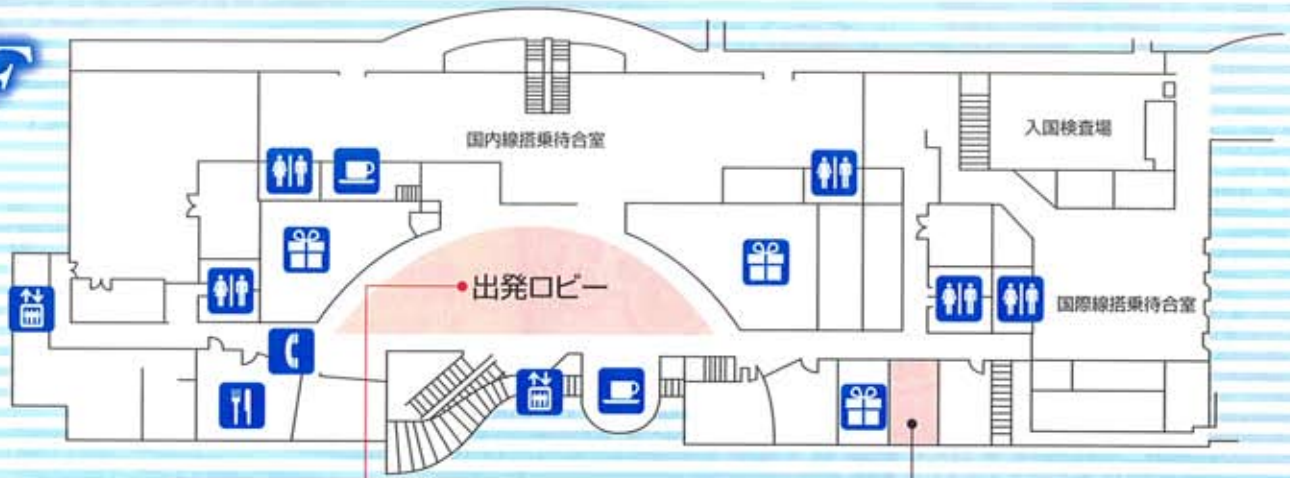 国内線搭乗待合室
入国検査場
出発ロビー
国際線搭乗待合室